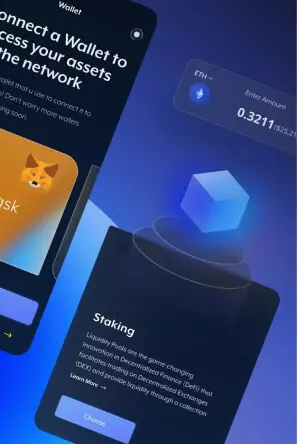 Wallet
onnect a Wallet to
cess your assets
the network
wallet that u use to connect it to
! Don't worry more wallets
ing soon.
ask
ETH
Enter Amount
0.3211
($25,21
Staking
Liquidity Pools are the game-changing
innovation in Decentralized Finance (DeFi) that
facilitates trading on Decentralized Exchanges
(DEX) and provide liquidity through a collection
Learn More →
Choose